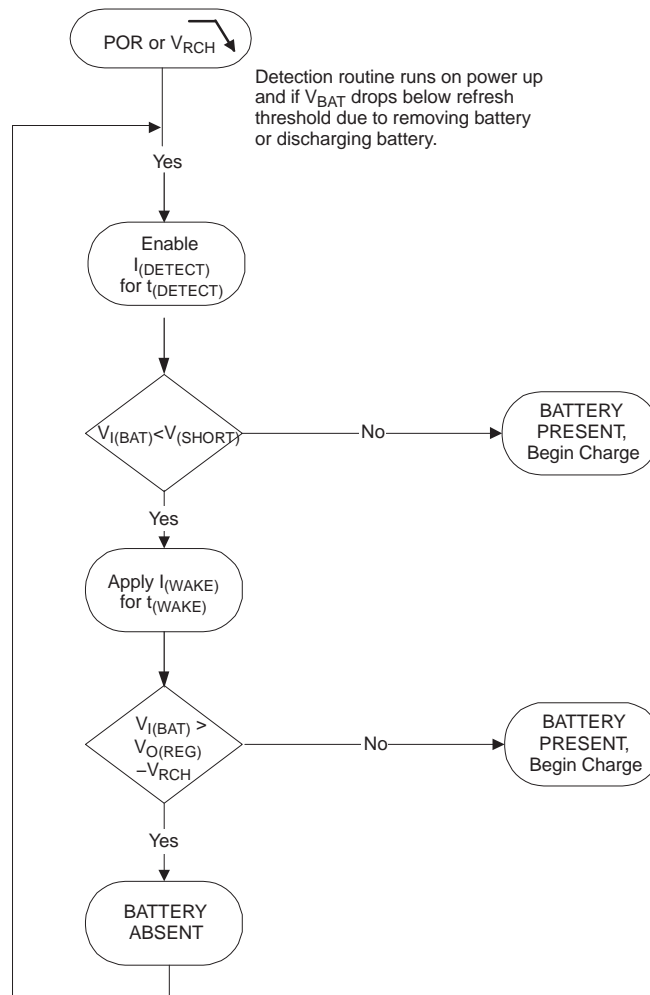 POR or VRCH
Detection routine runs on power up
and if VBAT drops below refresh
threshold due to removing battery
or discharging battery.
Yes
Enable
I(DETECT)
for t(DETECT)
VI(BAT)<V(SHORT)
No
BATTERY
PRESENT,
Begin Charge
Yes
Apply I(WAKE)
for t(WAKE)
VI(BAT) >
VO(REG)
–VRCH
No
BATTERY
PRESENT,
Begin Charge
Yes
BATTERY
ABSENT